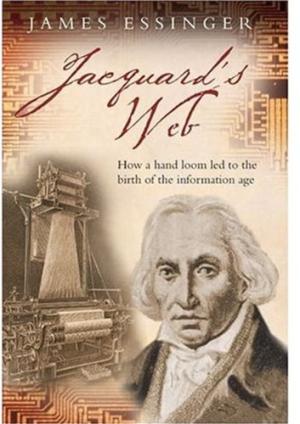 JAMES ESSINGER
Jacquard's
Web
How a hand loom led to the
birth of the information age